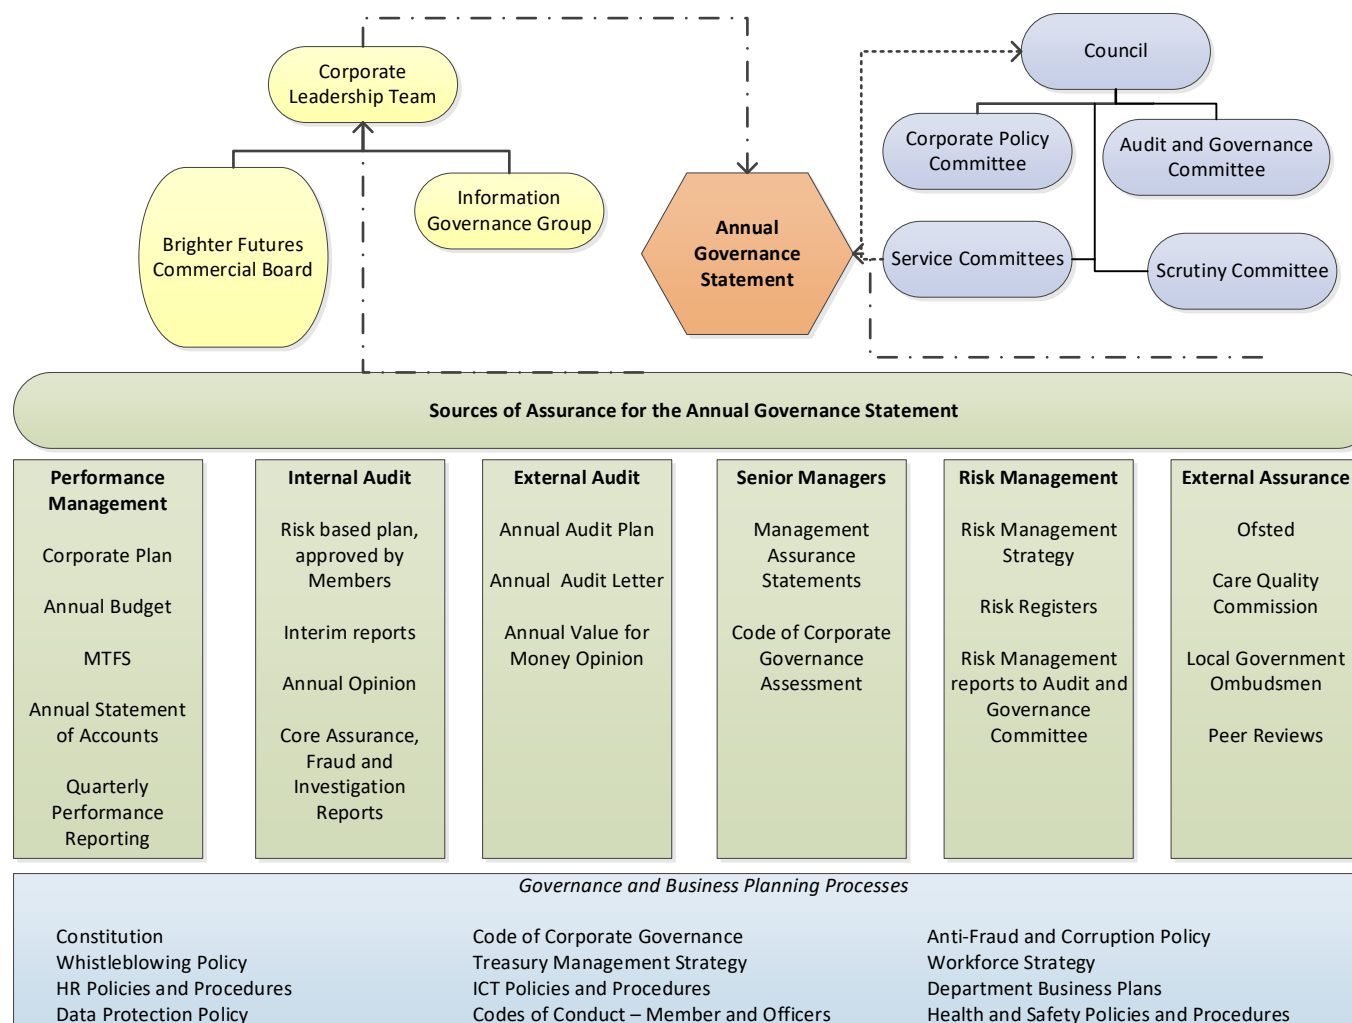 Corporate
Leadership Team
Council
Corporate Policy
Committee
Audit and Governance
Committee
Information
Governance Group
Brighter Futures
Commercial Board
Annual
Governance
Statement
Service Committees
Scrutiny Committee
Sources of Assurance for the Annual Governance Statement
Performance
Management
Corporate Plan
Annual Budget
MTFS
Annual Statement
of Accounts
Quarterly
Performance
Reporting
Internal Audit
Risk based plan,
approved by
Members
Interim reports
Annual Opinion
Core Assurance,
Fraud and
Investigation
Reports
External Audit
Annual Audit Plan
Annual  Audit Letter
Annual Value for
Money Opinion
Senior Managers
Management
Assurance
Statements
Code of Corporate
Governance
Assessment
Risk Management
Risk Management
Strategy
Risk Registers
Risk Management
reports to Audit and
Governance
Committee
External Assurance
Ofsted
Care Quality
Commission
Local Government
Ombudsmen
Peer Reviews
Governance and Business Planning Processes
Constitution
Whistleblowing Policy
HR Policies and Procedures
Data Protection Policy
Code of Corporate Governance
Treasury Management Strategy
ICT Policies and Procedures
Codes of Conduct – Member and Officers
Anti-Fraud and Corruption Policy
Workforce Strategy
Department Business Plans
Health and Safety Policies and Procedures